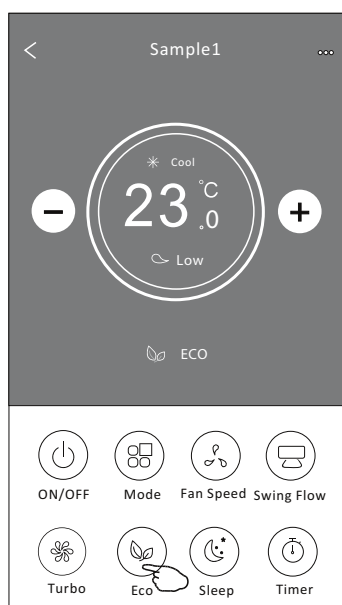 Sample1
Cool
23.0 °C
Low
ECO
ON/OFF Mode Fan Speed Swing Flow
Turbo Eco Sleep Timer